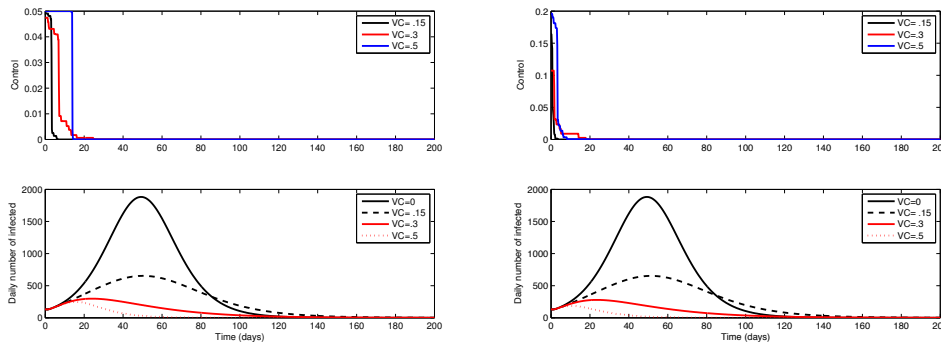 0.05
0.04
0.03
0.02
0.01
0
Control
VC= .15
VC=.3
VC=.5
0 20 40 60 80 100 120 140 160 180 200
2000
1500
1000
500
0
Daily number of infected
VC=0
VC= .15
VC=.3
VC=.5
0 20 40 60 80 100 120 140 160 180 200
Time (days)
0.2
0.15
0.1
0.05
0
Control
VC= .15
VC=.3
VC=.5
0 20 40 60 80 100 120 140 160 180 200
2000
1500
1000
500
0
Daily number of infected
VC=0
VC= .15
VC=.3
VC=.5
0 20 40 60 80 100 120 140 160 180 200
Time (days)